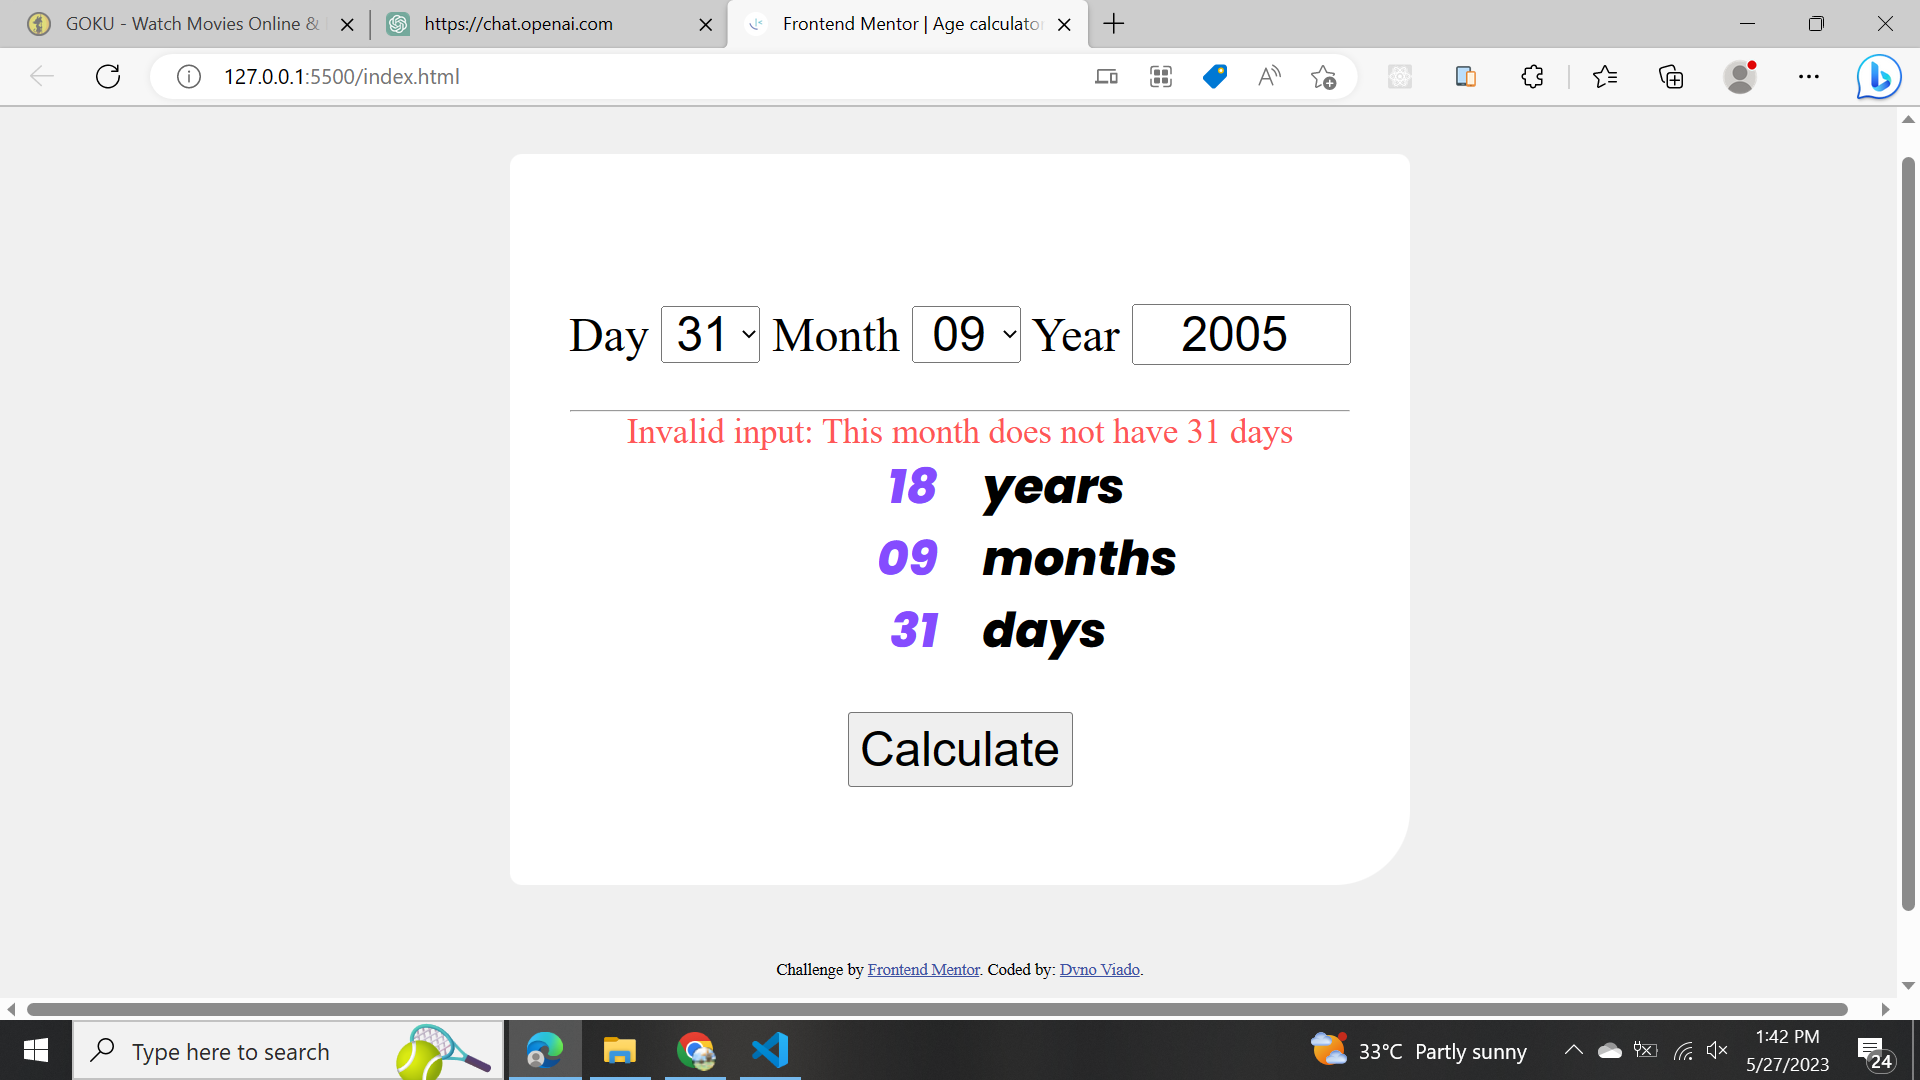 GOKU - Watch Movies Online &
https://chat.openai.com
Frontend Mentor | Age calculator
127.0.0.1:5500/index.html
Day 31 Month 09 Year 2005
Invalid input: This month does not have 31 days
18 years
09 months
31 days
Calculate
Challenge by Frontend Mentor. Coded by: Dyno Viado.
Type here to search
33°C Partly sunny
1:42 PM
5/27/2023
24